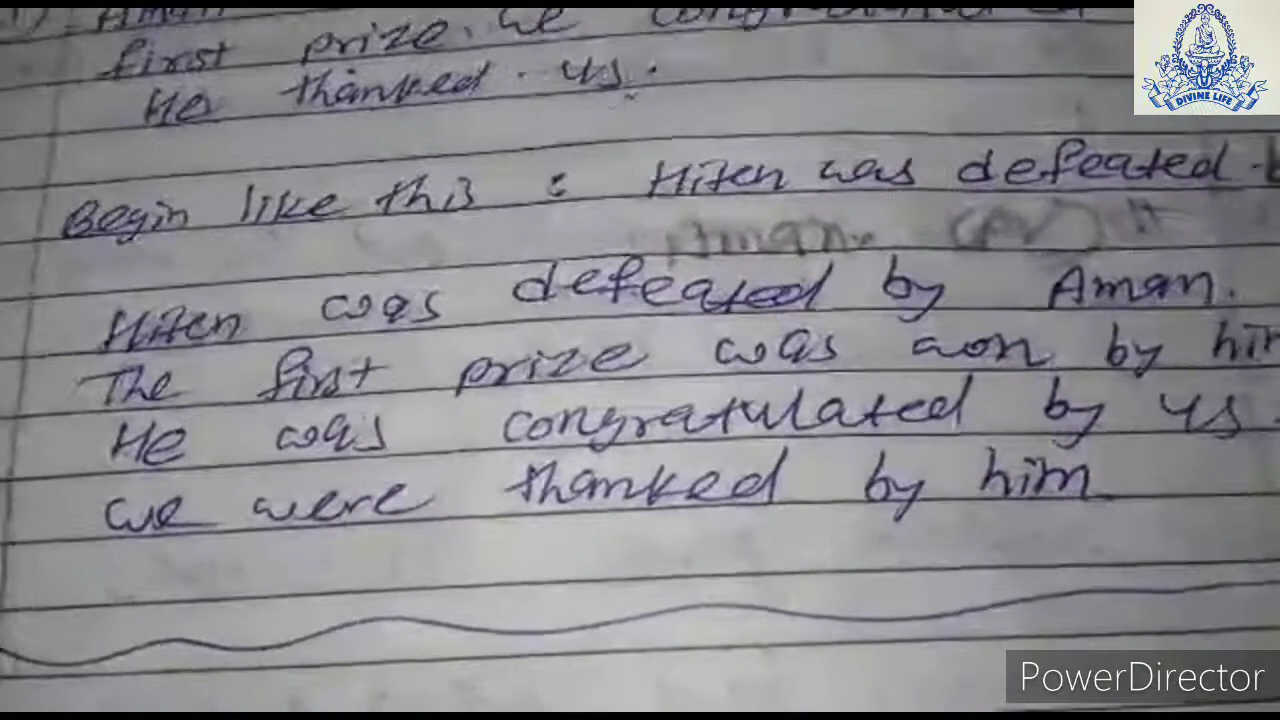 first prize. we
He thanked us.
Begin like this : Hiten was defeated
Hiten was defeated by Aman.
The first prize was won by him
He was congratulated by us.
we were thanked by him
DIVINE LIFE
PowerDirector